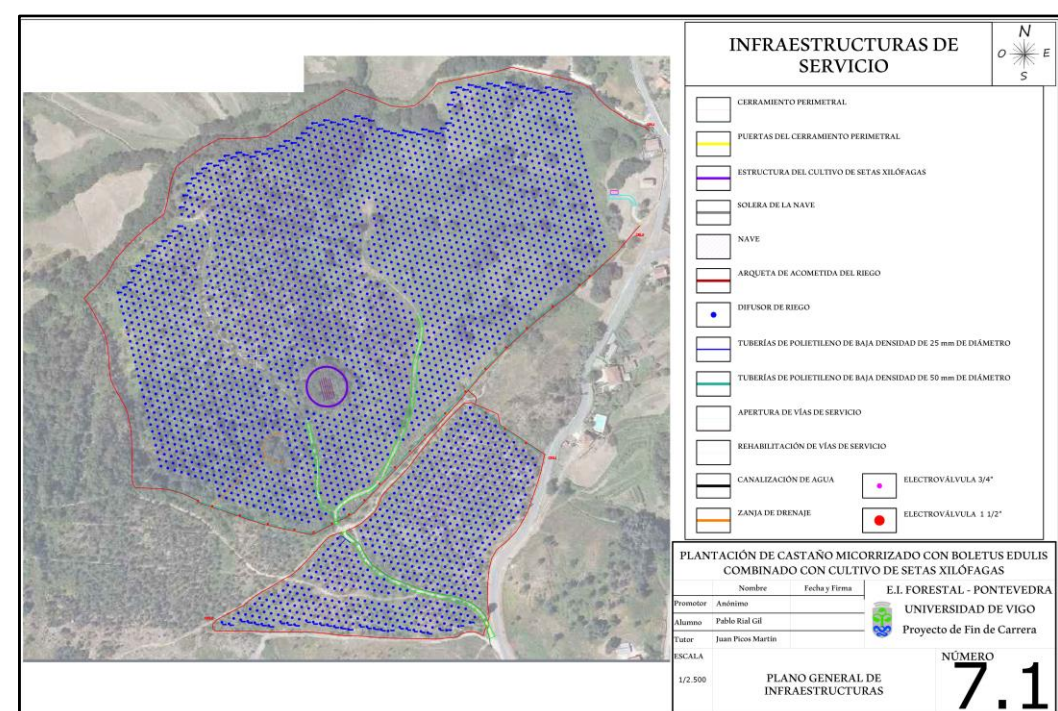 INFRAESTRUCTURAS DE
SERVICIO
N
O
E
S
CERRAMIENTO PERIMETRAL
PUERTAS DEL CERRAMIENTO PERIMETRAL
ESTRUCTURA DEL CULTIVO DE SETAS XILÓFAGAS
SOLERA DE LA NAVE
NAVE
ARQUETA DE ACOMETIDA DEL RIEGO
DIFUSOR DE RIEGO
TUBERÍAS DE POLIETILENO DE BAJA DENSIDAD DE 25 mm DE DIÁMETRO
TUBERÍAS DE POLIETILENO DE BAJA DENSIDAD DE 50 mm DE DIÁMETRO
APERTURA DE VÍAS DE SERVICIO
REHABILITACIÓN DE VÍAS DE SERVICIO
CANALIZACIÓN DE AGUA
ELECTROVÁLVULA 3/4"
ZANJA DE DRENAJE
ELECTROVÁLVULA 1 1/2"
PLANTACIÓN DE CASTAÑO MICORRIZADO CON BOLETUS EDULIS
COMBINADO CON CULTIVO DE SETAS XILÓFAGAS
Nombre
Fecha y Firma
Promotor
Anónimo
Alumno
Pablo Rial Gil
Tutor
Juan Picos Martín
E.I. FORESTAL - PONTEVEDRA
UNIVERSIDAD DE VIGO
Proyecto de Fin de Carrera
ESCALA
1/2.500
PLANO GENERAL DE
INFRAESTRUCTURAS
NÚMERO
7.1